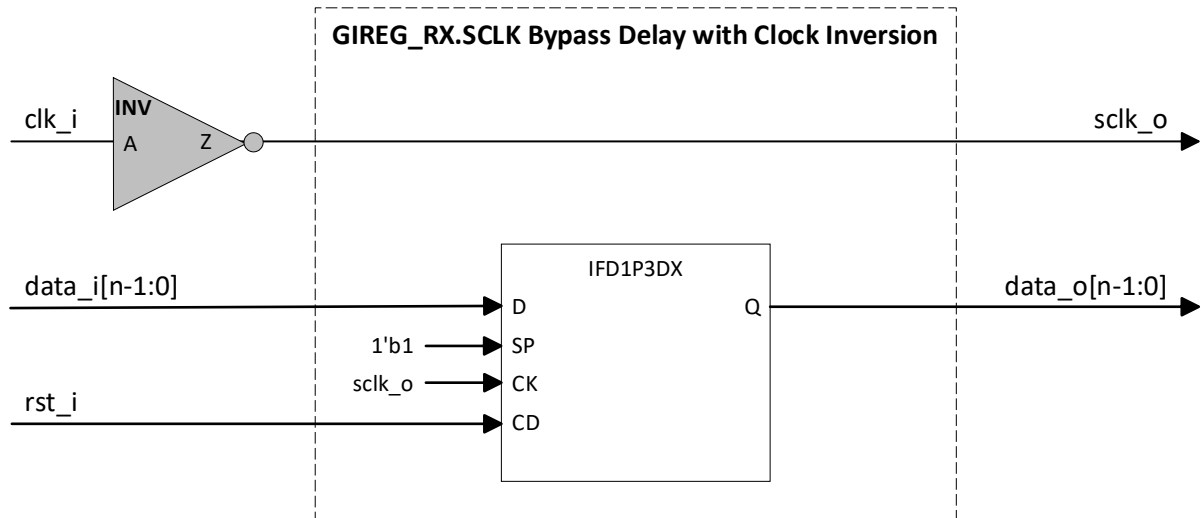 GIREG_RX.SCLK Bypass Delay with Clock Inversion
clk_i
INV
A
Z
sclk_o
IFD1P3DX
data_i[n-1:0]
D
Q
data_o[n-1:0]
1'b1
SP
sclk_o
CK
rst_i
CD